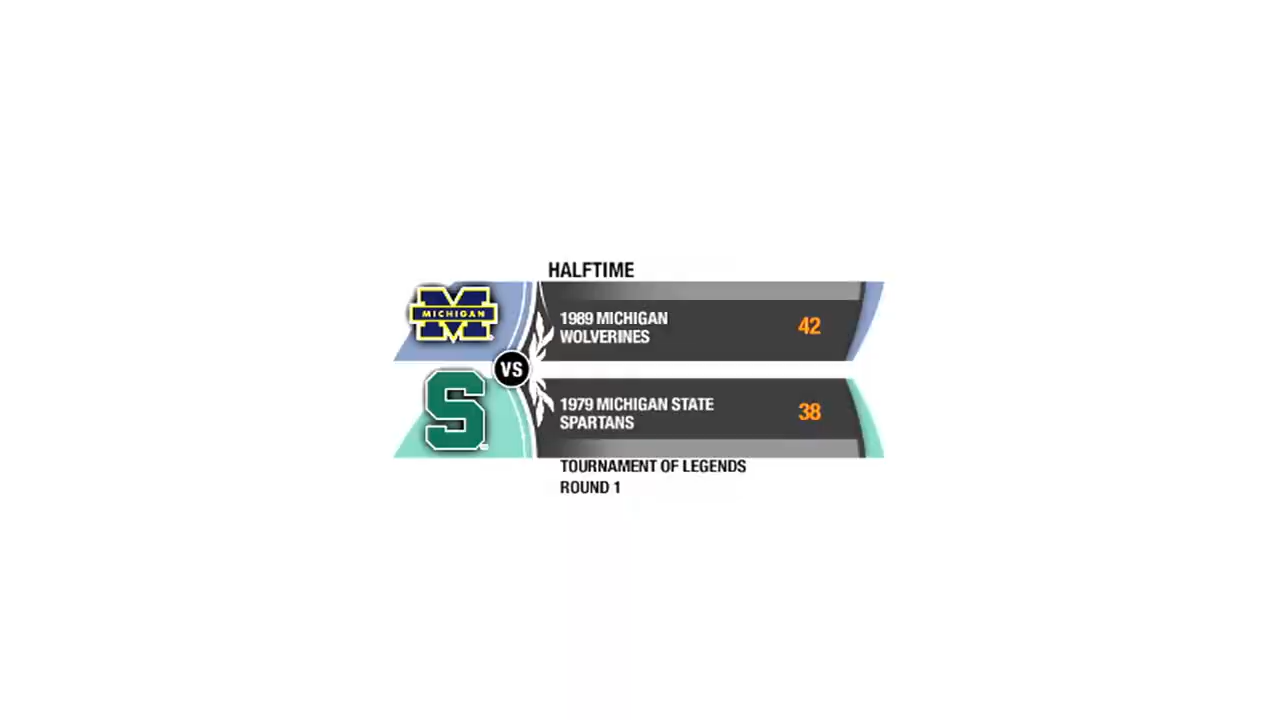 HALFTIME
MICHIGAN
1989 MICHIGAN
WOLVERINES
42
VS
S
1979 MICHIGAN STATE
SPARTANS
38
TOURNAMENT OF LEGENDS
ROUND 1